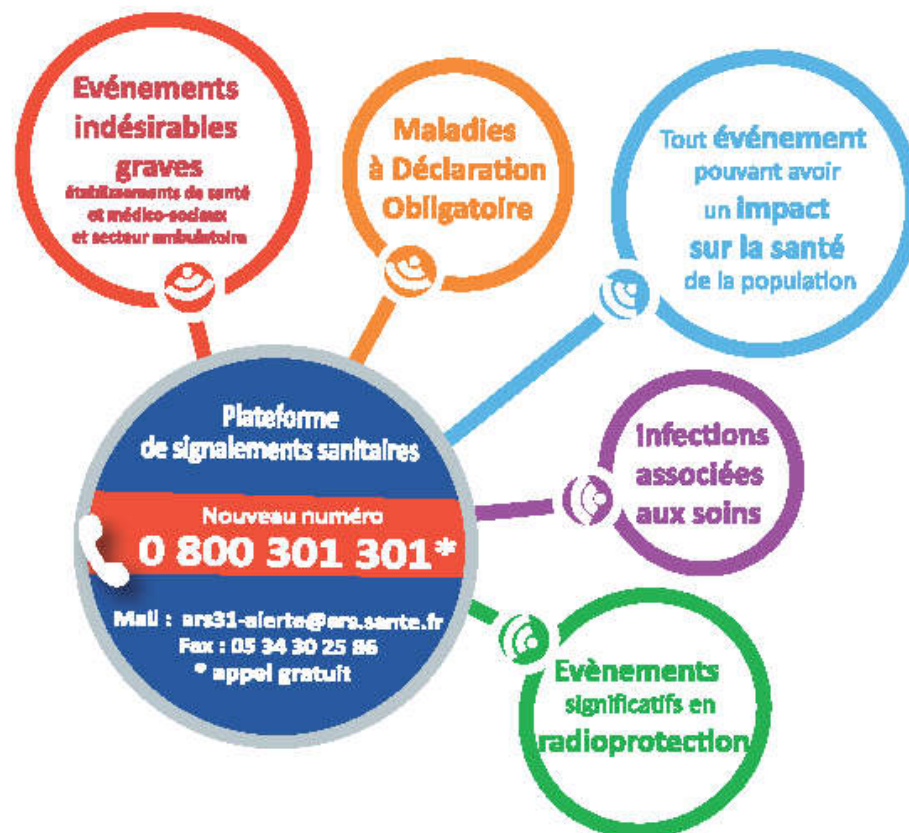 Evénements
indésirables
graves
établissements de santé
et médico-sociaux
et secteur ambulatoire
Maladies
à Déclaration
Obligatoire
Tout événement
pouvant avoir
un impact
sur la santé
de la population
Plateforme
de signalements sanitaires
Nouveau numéro
0 800 301 301*
Mail : ars31-alerte@ars.sante.fr
Fax : 05 34 30 25 86
* appel gratuit
Infections
associées
aux soins
Evènements
significatifs en
radioprotection